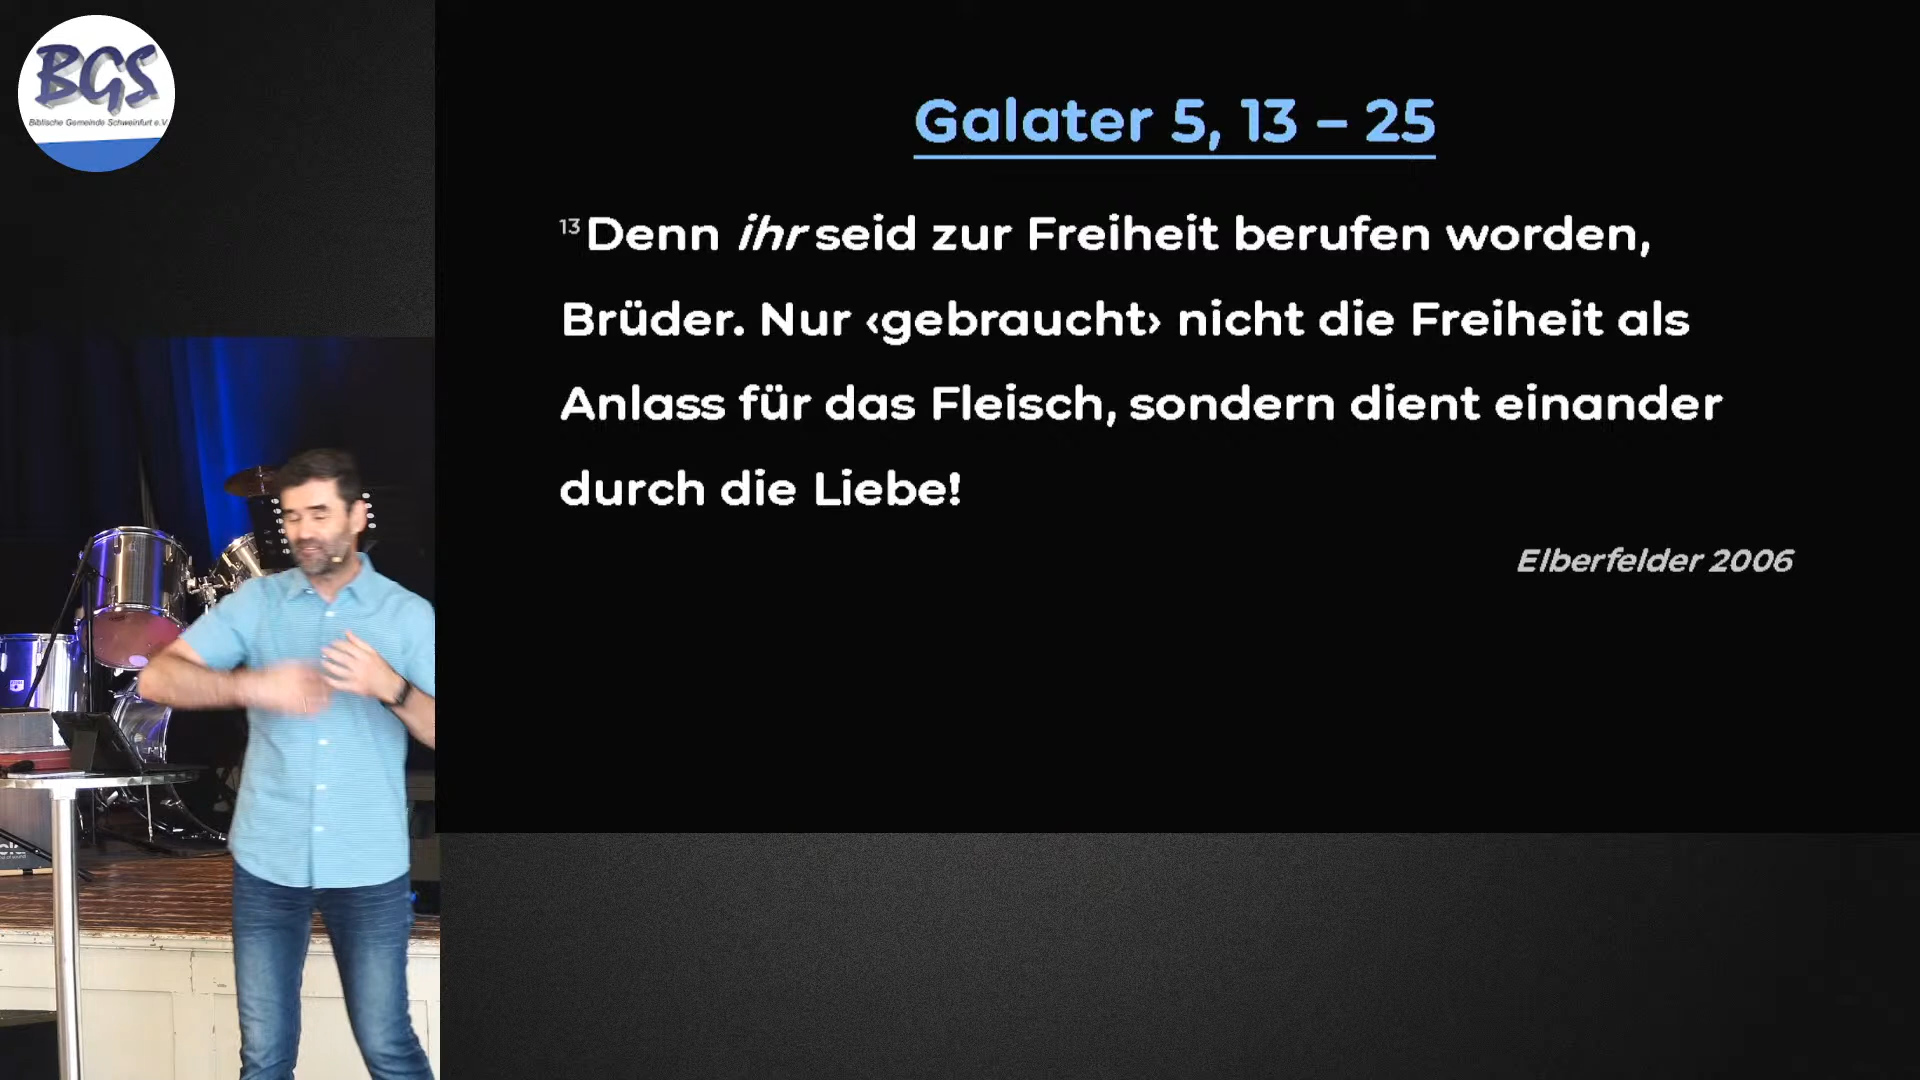 BGS
Biblische Gemeinde Schweinfurt e.V.
Galater 5, 13 – 25
13 Denn ihr seid zur Freiheit berufen worden,
Brüder. Nur ‹gebraucht› nicht die Freiheit als
Anlass für das Fleisch, sondern dient einander
durch die Liebe!
Elberfelder 2006